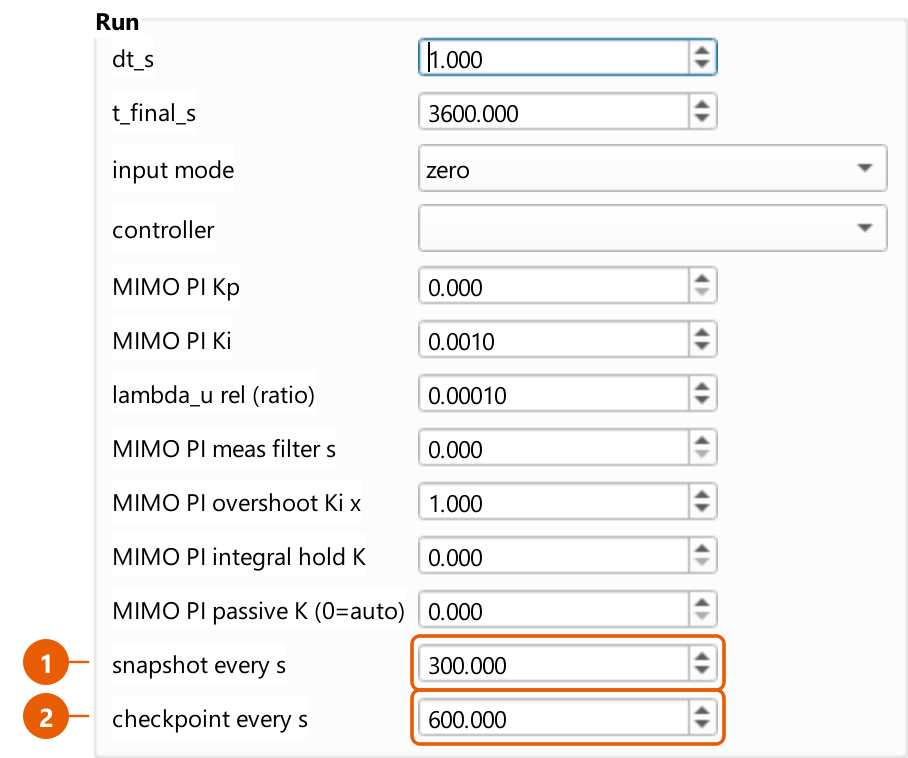 Run
dt_s 1.000
t_final_s 3600.000
input mode zero
controller
MIMO PI Kp 0.000
MIMO PI Ki 0.0010
lambda_u rel (ratio) 0.00010
MIMO PI meas filter s 0.000
MIMO PI overshoot Ki x 1.000
MIMO PI integral hold K 0.000
MIMO PI passive K (0=auto) 0.000
1 snapshot every s 300.000
2 checkpoint every s 600.000